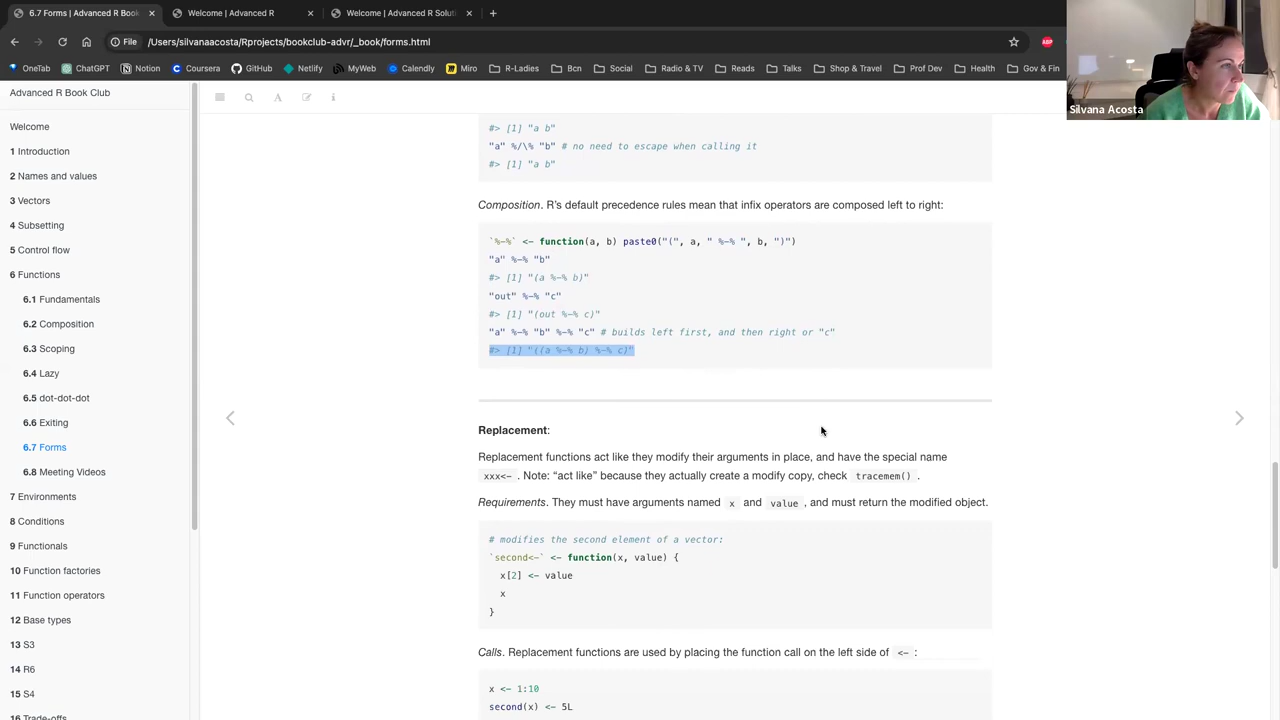 6.7 Forms | Advanced R Book C
Welcome | Advanced R
Welcome | Advanced R Soluti
File
/Users/silvanaacosta/Rprojects/bookclub-advr/_book/forms.html
ABP
OneTab
ChatGPT
Notion
Coursera
GitHub
Netlify
MyWeb
Calendly
Miro
R-Ladies
Bcn
Social
Radio & TV
Reads
Talks
Shop & Travel
Prof Dev
Health
Gov & Fin
Silvana Acosta
Advanced R Book Club
Welcome
1 Introduction
2 Names and values
3 Vectors
4 Subsetting
5 Control flow
6 Functions
6.1 Fundamentals
6.2 Composition
6.3 Scoping
6.4 Lazy
6.5 dot-dot-dot
6.6 Exiting
6.7 Forms
6.8 Meeting Videos
7 Environments
8 Conditions
9 Functionals
10 Function factories
11 Function operators
12 Base types
13 S3
14 R6
15 S4
16 Trade-offs
#> [1] "a b"
"a" %/\% "b" # no need to escape when calling it
#> [1] "a b"
Composition. R's default precedence rules mean that infix operators are composed left to right:
`%-%` <- function(a, b) paste0("(", a, " %-% ", b, ")")
"a" %-% "b"
#> [1] "(a %-% b)"
"out" %-% "c"
#> [1] "(out %-% c)"
"a" %-% "b" %-% "c" # builds left first, and then right or "c"
#> [1] "((a %-% b) %-% c)"
Replacement:
Replacement functions act like they modify their arguments in place, and have the special name
xxx<- . Note: “act like” because they actually create a modify copy, check tracemem() .
Requirements. They must have arguments named x and value , and must return the modified object.
# modifies the second element of a vector:
`second<-` <- function(x, value) {
x[2] <- value
x
}
Calls. Replacement functions are used by placing the function call on the left side of <- :
x <- 1:10
second(x) <- 5L